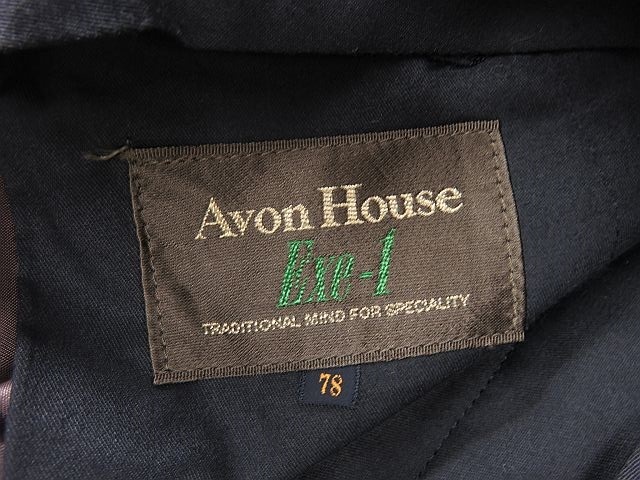 Avon House
Exe-1
TRADITIONAL MIND FOR SPECIALITY
78